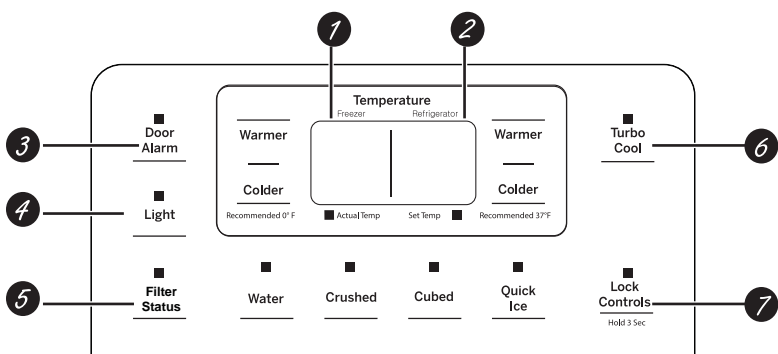 1
2
Temperature
Freezer
Refrigerator
3
Door
Alarm
Warmer
Warmer
Turbo
Cool
6
4
Light
Colder
Colder
Recommended 0° F
Actual Temp
Set Temp
Recommended 37°F
5
Filter
Status
Water
Crushed
Cubed
Quick
Ice
Lock
Controls
Hold 3 Sec
7